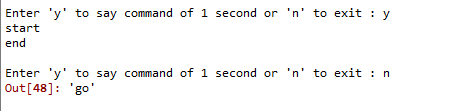 Enter 'y' to say command of 1 second or 'n' to exit : y
start
end
Enter 'y' to say command of 1 second or 'n' to exit : n
Out[48]: 'go'